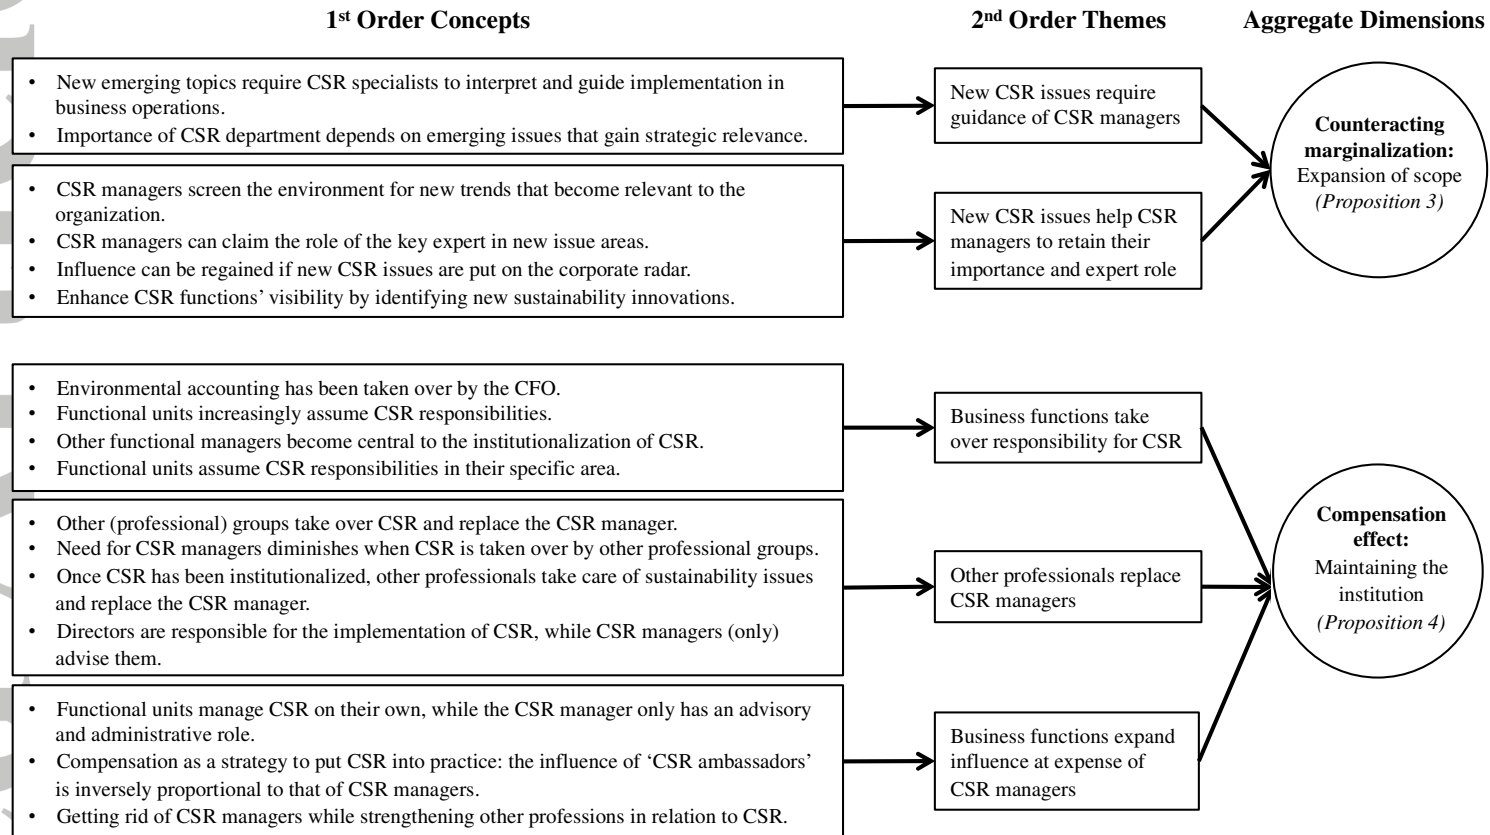 1st Order Concepts
2nd Order Themes
Aggregate Dimensions
• New emerging topics require CSR specialists to interpret and guide implementation in
business operations.
• Importance of CSR department depends on emerging issues that gain strategic relevance.
New CSR issues require
guidance of CSR managers
• CSR managers screen the environment for new trends that become relevant to the
organization.
• CSR managers can claim the role of the key expert in new issue areas.
• Influence can be regained if new CSR issues are put on the corporate radar.
• Enhance CSR functions’ visibility by identifying new sustainability innovations.
New CSR issues help CSR
managers to retain their
importance and expert role
Counteracting
marginalization:
Expansion of scope
(Proposition 3)
• Environmental accounting has been taken over by the CFO.
• Functional units increasingly assume CSR responsibilities.
• Other functional managers become central to the institutionalization of CSR.
• Functional units assume CSR responsibilities in their specific area.
Business functions take
over responsibility for CSR
• Other (professional) groups take over CSR and replace the CSR manager.
• Need for CSR managers diminishes when CSR is taken over by other professional groups.
• Once CSR has been institutionalized, other professionals take care of sustainability issues
and replace the CSR manager.
• Directors are responsible for the implementation of CSR, while CSR managers (only)
advise them.
Other professionals replace
CSR managers
• Functional units manage CSR on their own, while the CSR manager only has an advisory
and administrative role.
• Compensation as a strategy to put CSR into practice: the influence of ‘CSR ambassadors’
is inversely proportional to that of CSR managers.
• Getting rid of CSR managers while strengthening other professions in relation to CSR.
Business functions expand
influence at expense of
CSR managers
Compensation
effect:
Maintaining the
institution
(Proposition 4)